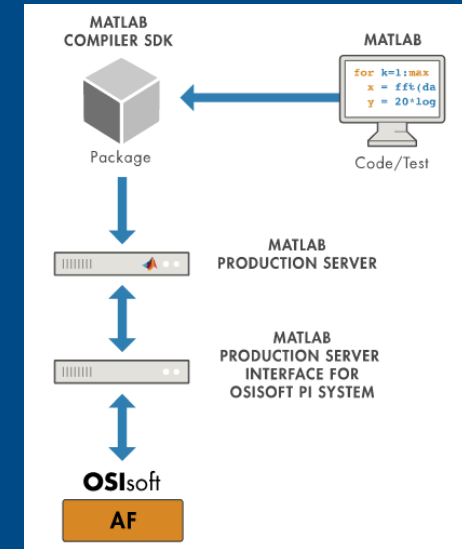 MATLAB
COMPILER SDK
MATLAB
for k=1:max
x = fft(da
y = 20*log
Package
Code/Test
MATLAB
PRODUCTION SERVER
MATLAB
PRODUCTION SERVER
INTERFACE FOR
OSISOFT PI SYSTEM
OSIsoft
AF